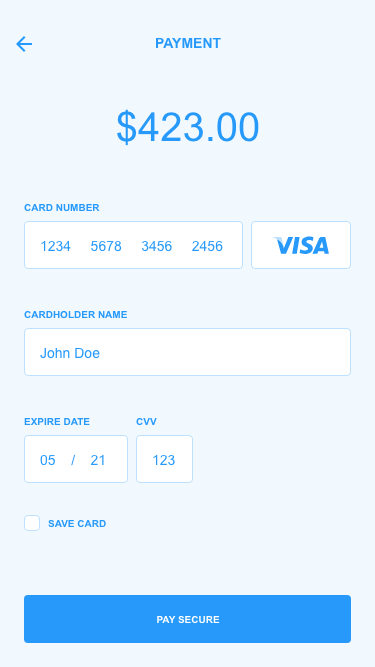 PAYMENT
$423.00
CARD NUMBER
1234 5678 3456 2456 VISA
CARDHOLDER NAME
John Doe
EXPIRE DATE CVV
05 / 21 123
SAVE CARD
PAY SECURE